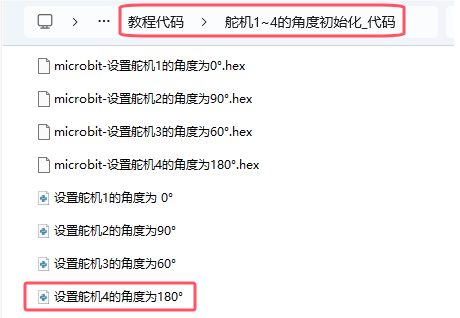 … 教程代码 > 舵机1~4的角度初始化_代码
microbit-设置舵机1的角度为0°.hex
microbit-设置舵机2的角度为90°.hex
microbit-设置舵机3的角度为60°.hex
microbit-设置舵机4的角度为180°.hex
设置舵机1的角度为 0°
设置舵机2的角度为90°
设置舵机3的角度为60°
设置舵机4的角度为180°